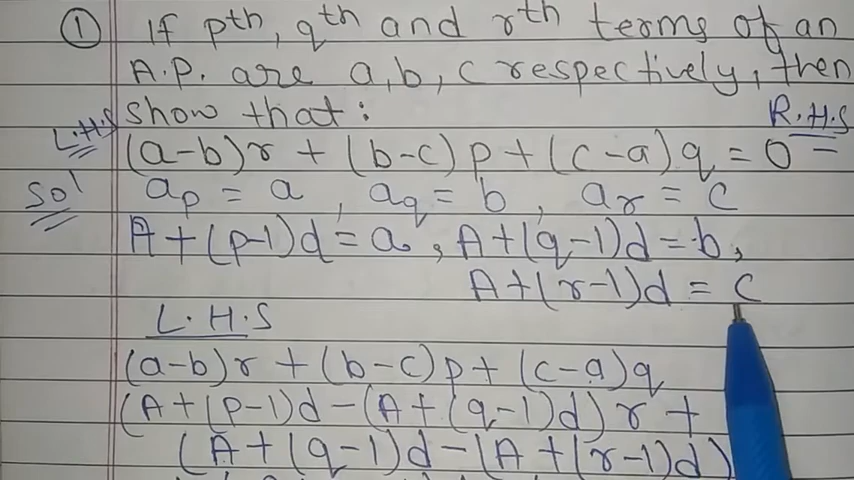 ① If pth, qth and rth terms of an
A.P. are a, b, c respectively, then
show that:
L.H.S (a-b)r + (b-c)p + (c-a)q = 0 R.H.S
Sol ap = a, aq = b, ar = c
A+(p-1)d = a, A+(q-1)d = b,
A+(r-1)d = c
L.H.S
(a-b)r + (b-c)p + (c-a)q
(A+(p-1)d-(A+(q-1)d)r +
(A+(q-1)d-(A+(r-1)d)